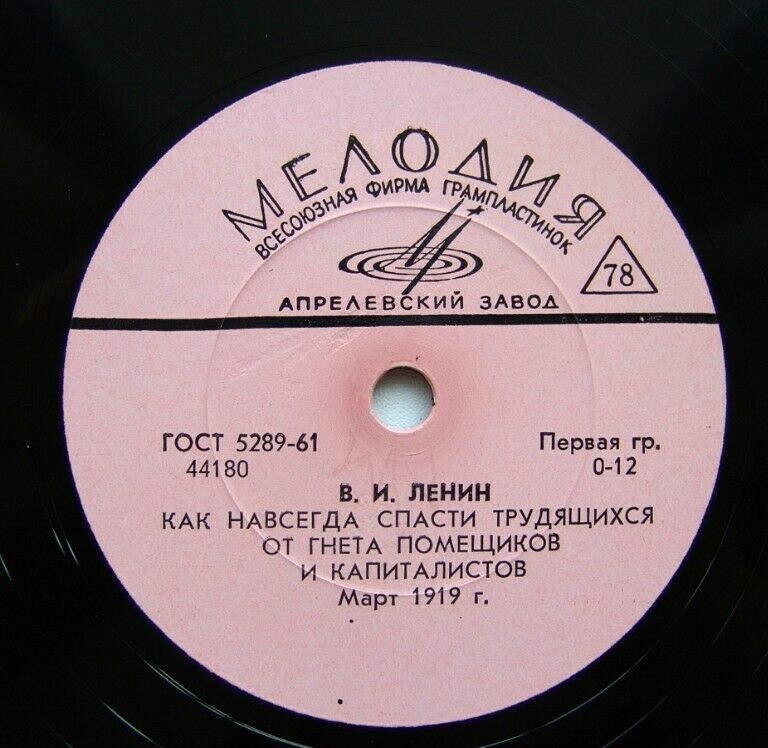 МЕЛОДИЯ
ВСЕСОЮЗНАЯ ФИРМА ГРАМПЛАСТИНОК
78
АПРЕЛЕВСКИЙ ЗАВОД
ГОСТ 5289-61 Первая гр.
44180 0-12
В. И. ЛЕНИН
КАК НАВСЕГДА СПАСТИ ТРУДЯЩИХСЯ
ОТ ГНЕТА ПОМЕЩИКОВ
И КАПИТАЛИСТОВ
Март 1919 г.